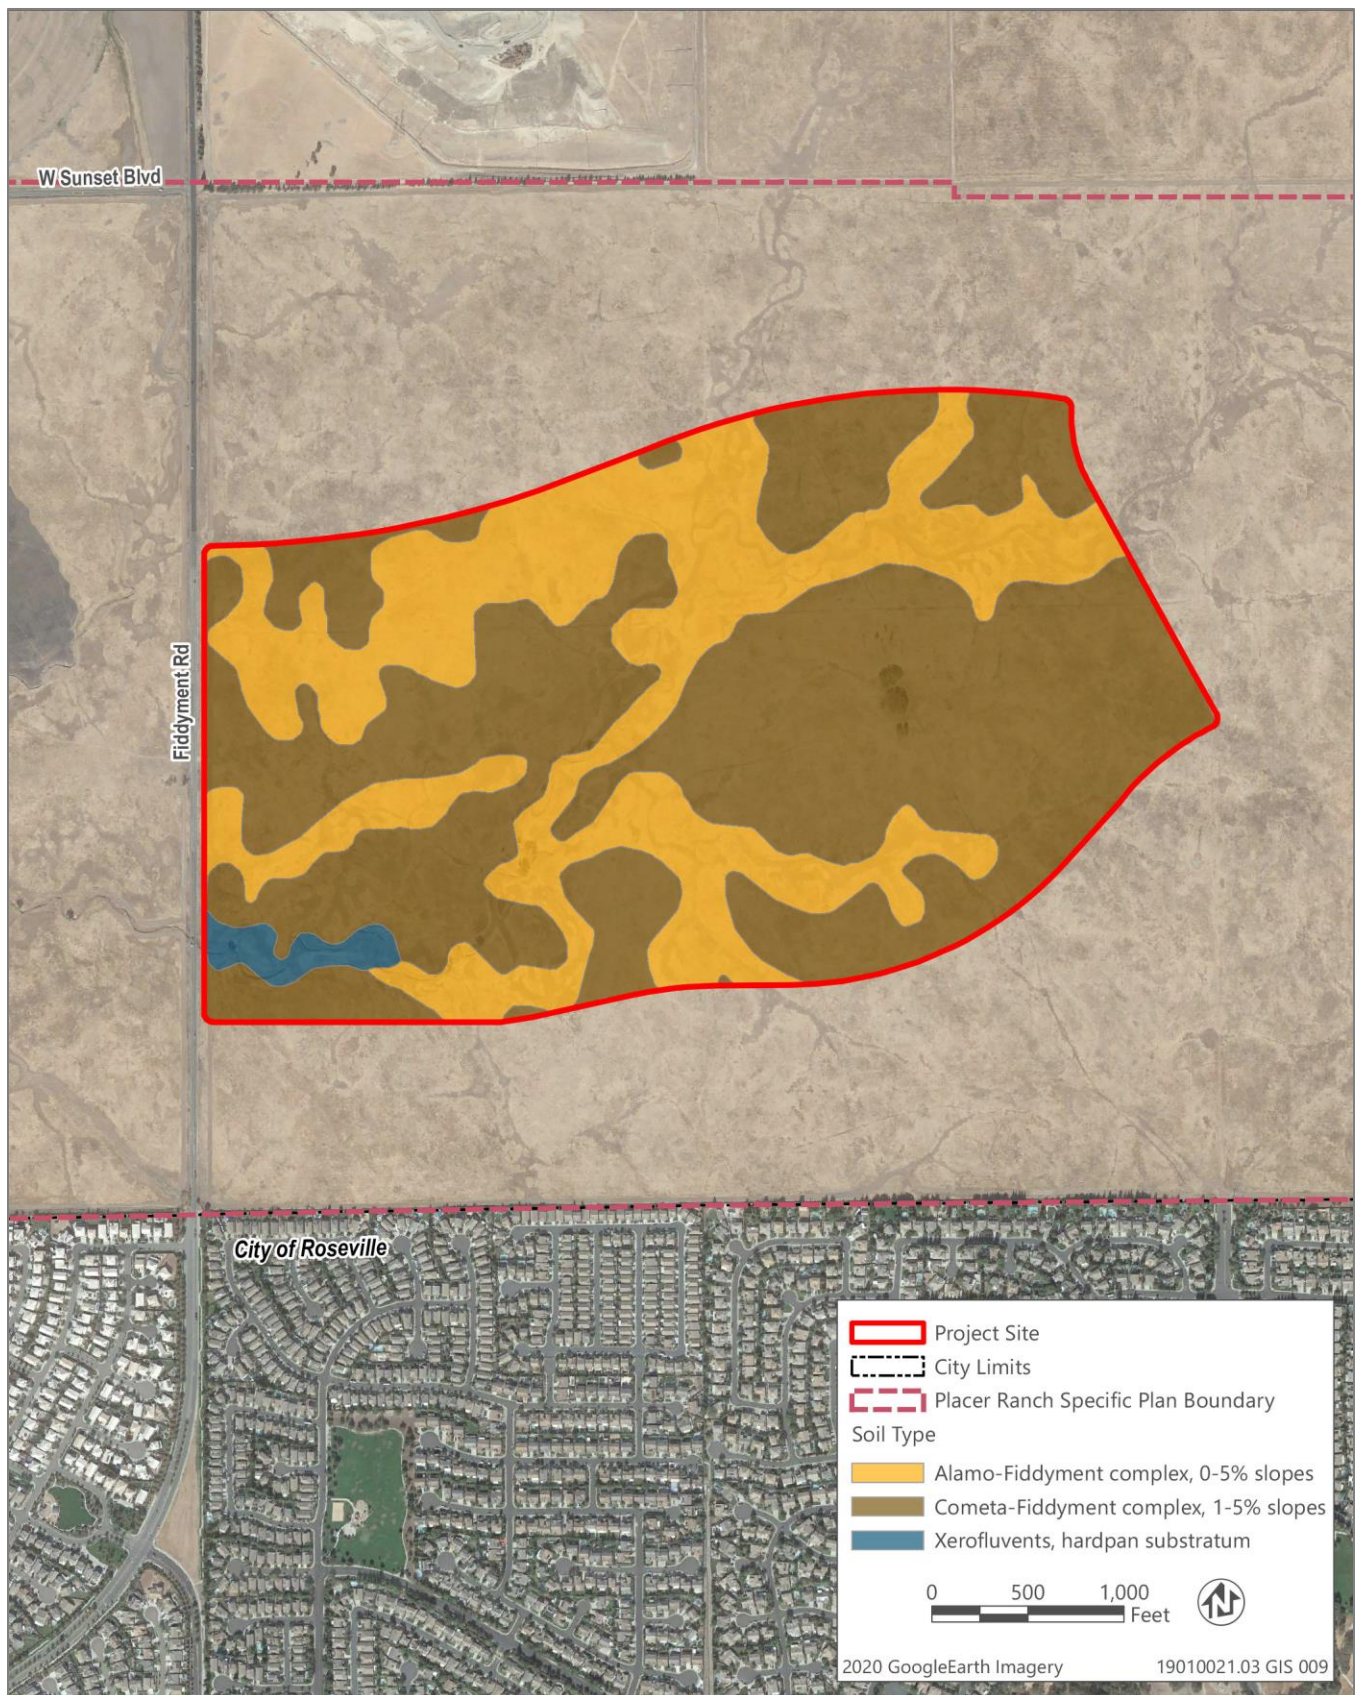 W Sunset Blvd
Fiddyment Rd
City of Roseville
Project Site
City Limits
Placer Ranch Specific Plan Boundary
Soil Type
Alamo-Fiddyment complex, 0-5% slopes
Cometa-Fiddyment complex, 1-5% slopes
Xerofluvents, hardpan substratum
0 500 1,000
Feet
N
2020 GoogleEarth Imagery 19010021.03 GIS 009